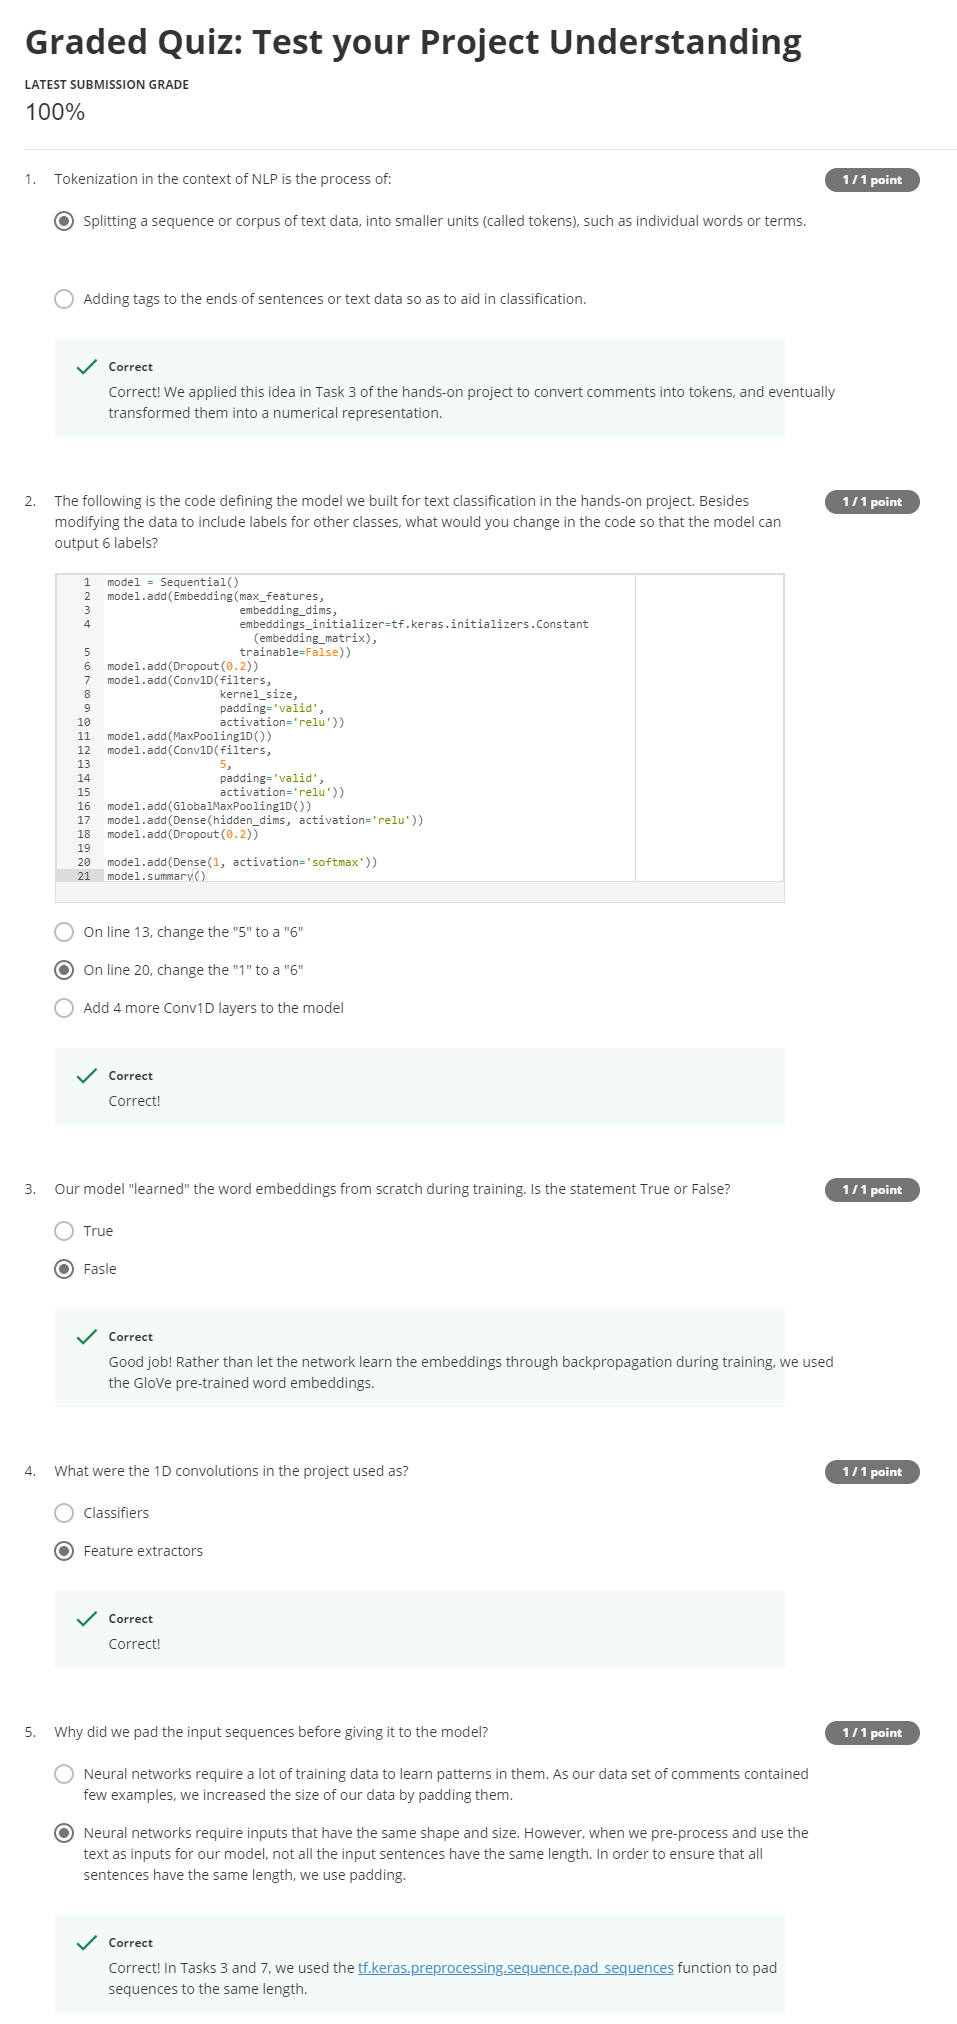 Graded Quiz: Test your Project Understanding
LATEST SUBMISSION GRADE
100%
1. Tokenization in the context of NLP is the process of:
1 / 1 point
Splitting a sequence or corpus of text data, into smaller units (called tokens), such as individual words or terms.
Adding tags to the ends of sentences or text data so as to aid in classification.
Correct
Correct! We applied this idea in Task 3 of the hands-on project to convert comments into tokens, and eventually
transformed them into a numerical representation.
2. The following is the code defining the model we built for text classification in the hands-on project. Besides
modifying the data to include labels for other classes, what would you change in the code so that the model can
output 6 labels?
1 / 1 point
1 model = Sequential()
2 model.add(Embedding(max_features,
3 embedding_dims,
4 embeddings_initializer=tf.keras.initializers.Constant
(embedding_matrix),
5 trainable=False))
6 model.add(Dropout(0.2))
7 model.add(Conv1D(filters,
8 kernel_size,
9 padding='valid',
10 activation='relu'))
11 model.add(MaxPooling1D())
12 model.add(Conv1D(filters,
13 5,
14 padding='valid',
15 activation='relu'))
16 model.add(GlobalMaxPooling1D())
17 model.add(Dense(hidden_dims, activation='relu'))
18 model.add(Dropout(0.2))
19
20 model.add(Dense(1, activation='softmax'))
21 model.summary()
On line 13, change the "5" to a "6"
On line 20, change the "1" to a "6"
Add 4 more Conv1D layers to the model
Correct
Correct!
3. Our model "learned" the word embeddings from scratch during training. Is the statement True or False?
1 / 1 point
True
Fasle
Correct
Good job! Rather than let the network learn the embeddings through backpropagation during training, we used
the GloVe pre-trained word embeddings.
4. What were the 1D convolutions in the project used as?
1 / 1 point
Classifiers
Feature extractors
Correct
Correct!
5. Why did we pad the input sequences before giving it to the model?
1 / 1 point
Neural networks require a lot of training data to learn patterns in them. As our data set of comments contained
few examples, we increased the size of our data by padding them.
Neural networks require inputs that have the same shape and size. However, when we pre-process and use the
text as inputs for our model, not all the input sentences have the same length. In order to ensure that all
sentences have the same length, we use padding.
Correct
Correct! In Tasks 3 and 7, we used the tf.keras.preprocessing.sequence.pad_sequences function to pad
sequences to the same length.